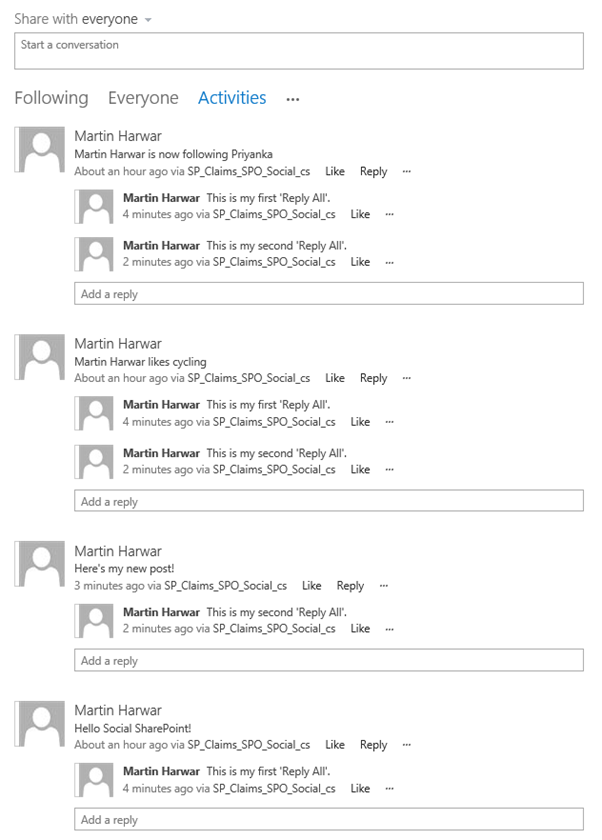 Share with everyone
Start a conversation
Following Everyone Activities ···
Martin Harwar
Martin Harwar is now following Priyanka
About an hour ago via SP_Claims_SPO_Social_cs Like Reply ···
Martin Harwar This is my first 'Reply All'.
4 minutes ago via SP_Claims_SPO_Social_cs Like ···
Martin Harwar This is my second 'Reply All'.
2 minutes ago via SP_Claims_SPO_Social_cs Like ···
Add a reply
Martin Harwar
Martin Harwar likes cycling
About an hour ago via SP_Claims_SPO_Social_cs Like Reply ···
Martin Harwar This is my first 'Reply All'.
4 minutes ago via SP_Claims_SPO_Social_cs Like ···
Martin Harwar This is my second 'Reply All'.
2 minutes ago via SP_Claims_SPO_Social_cs Like ···
Add a reply
Martin Harwar
Here's my new post!
3 minutes ago via SP_Claims_SPO_Social_cs Like Reply ···
Martin Harwar This is my second 'Reply All'.
2 minutes ago via SP_Claims_SPO_Social_cs Like ···
Add a reply
Martin Harwar
Hello Social SharePoint!
About an hour ago via SP_Claims_SPO_Social_cs Like Reply ···
Martin Harwar This is my first 'Reply All'.
4 minutes ago via SP_Claims_SPO_Social_cs Like ···
Add a reply